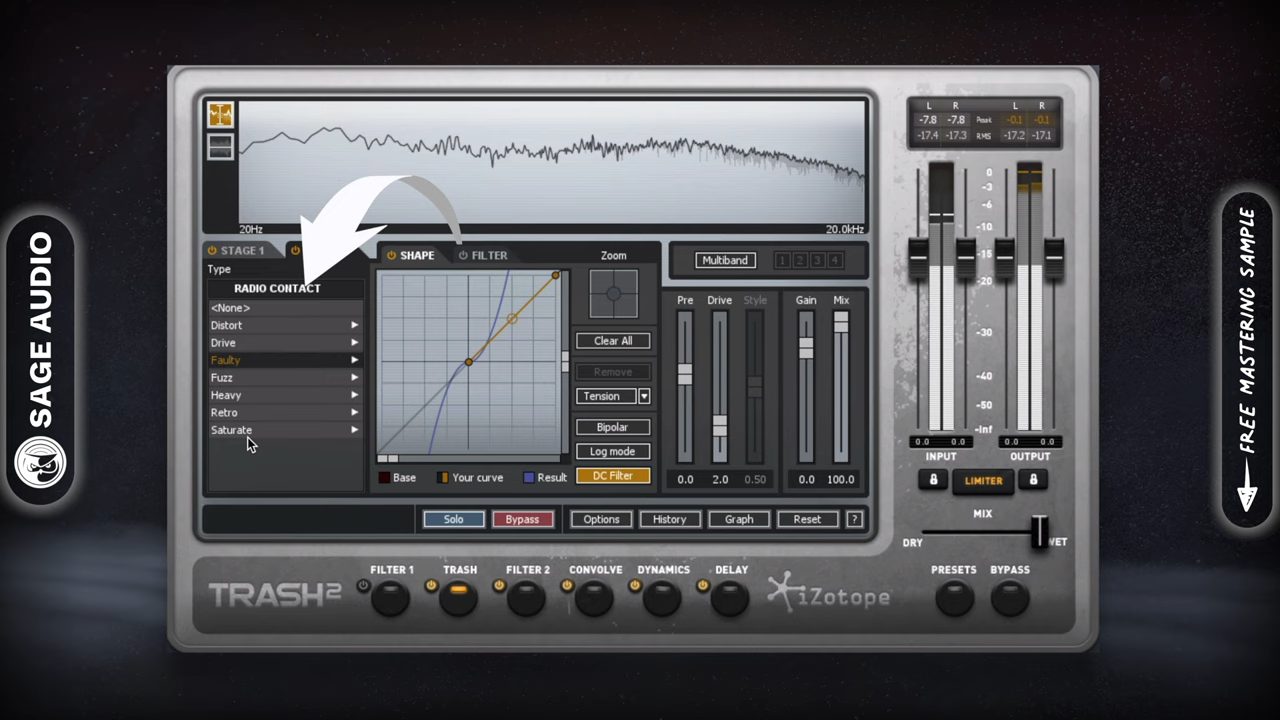 SAGE AUDIO
FREE MASTERING SAMPLE
20Hz
20.0kHz
L R L R
-7.8 -7.8 Peak -0.1 -0.1
-17.4 -17.3 RMS -17.2 -17.1
STAGE 1
Type
RADIO CONTACT
<None>
Distort
Drive
Faulty
Fuzz
Heavy
Retro
Saturate
SHAPE
FILTER
Zoom
Clear All
Remove
Tension
Bipolar
Log mode
DC Filter
Base
Your curve
Result
Multiband
1 2 3 4
Pre Drive Style Gain Mix
0.0 2.0 0.50 0.0 100.0
0
-3
-6
-10
-15
-20
-30
-40
-50
-Inf
0.0 0.0 0.0 0.0
INPUT OUTPUT
LIMITER
MIX
DRY WET
Solo Bypass Options History Graph Reset ?
FILTER 1 TRASH FILTER 2 CONVOLVE DYNAMICS DELAY
PRESETS BYPASS
TRASH2
iZotope